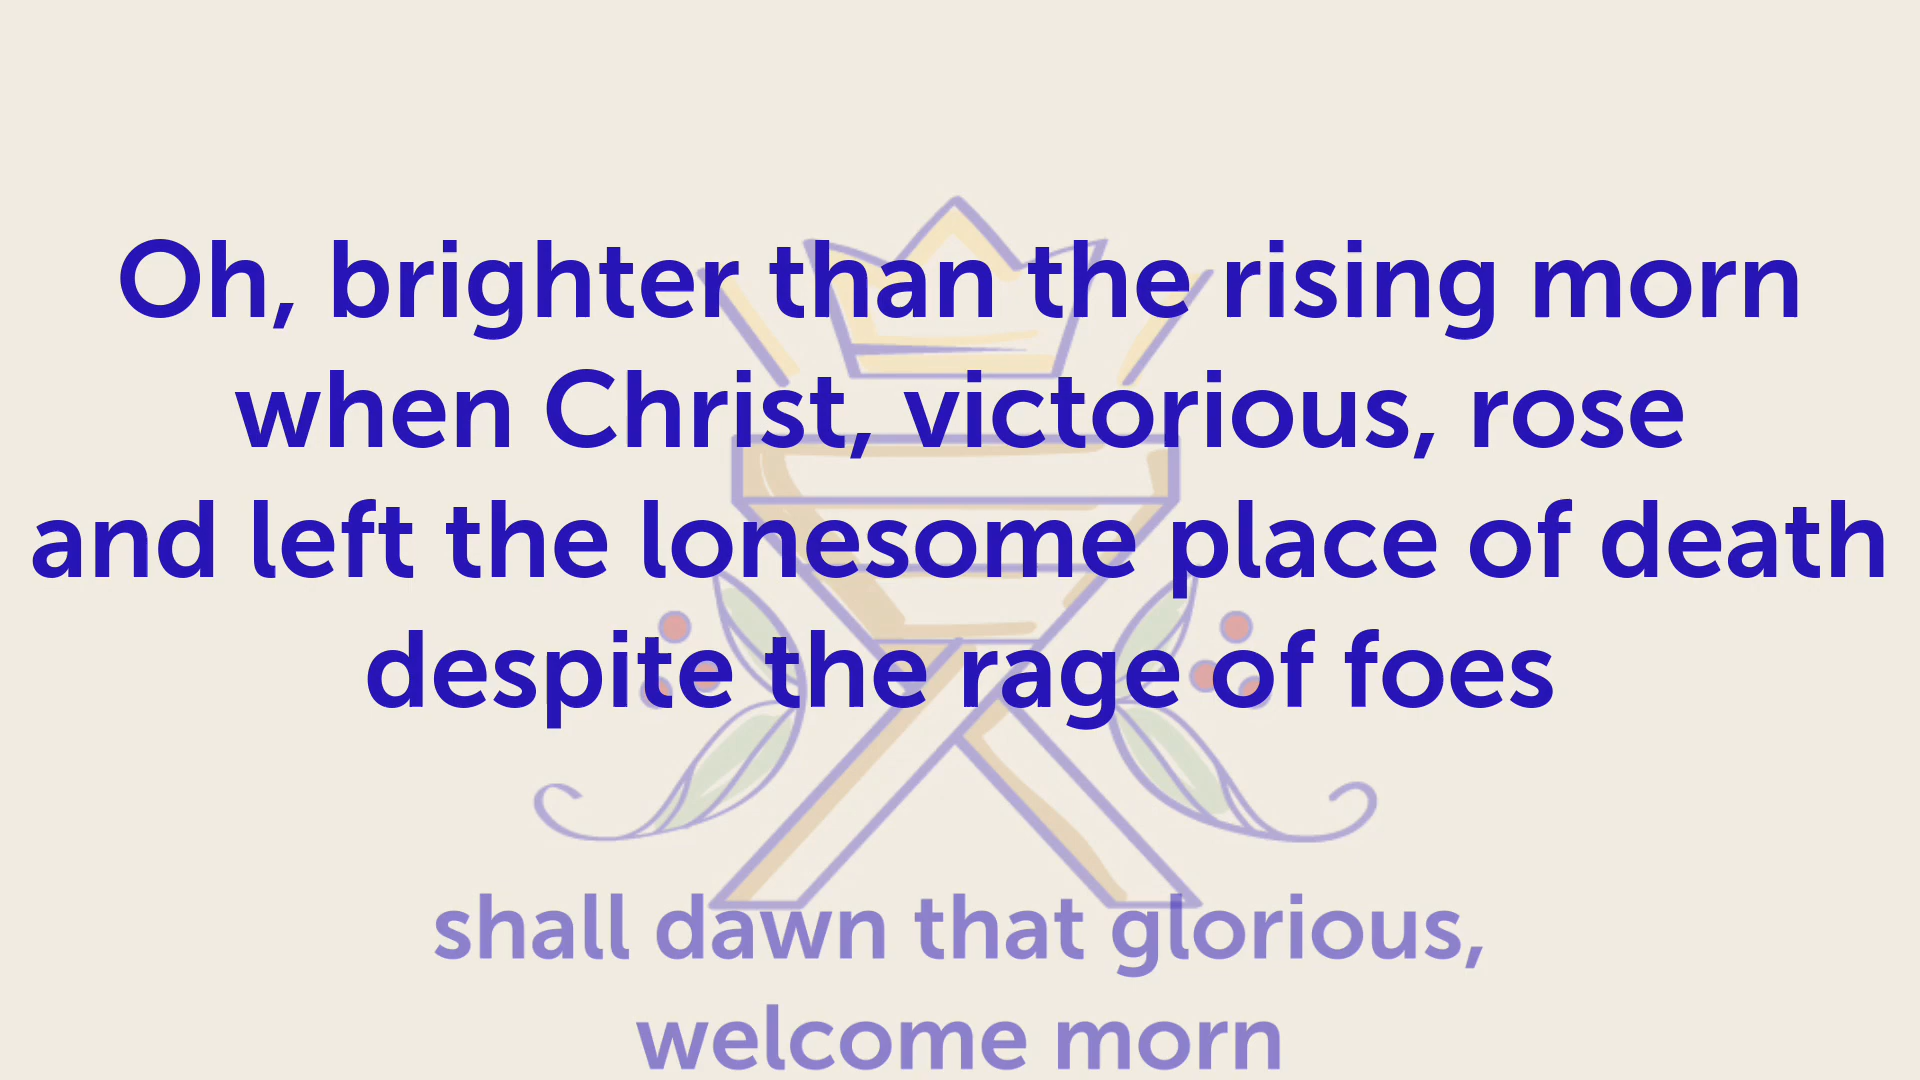 Oh, brighter than the rising morn
when Christ, victorious, rose
and left the lonesome place of death
despite the rage of foes
shall dawn that glorious,
welcome morn